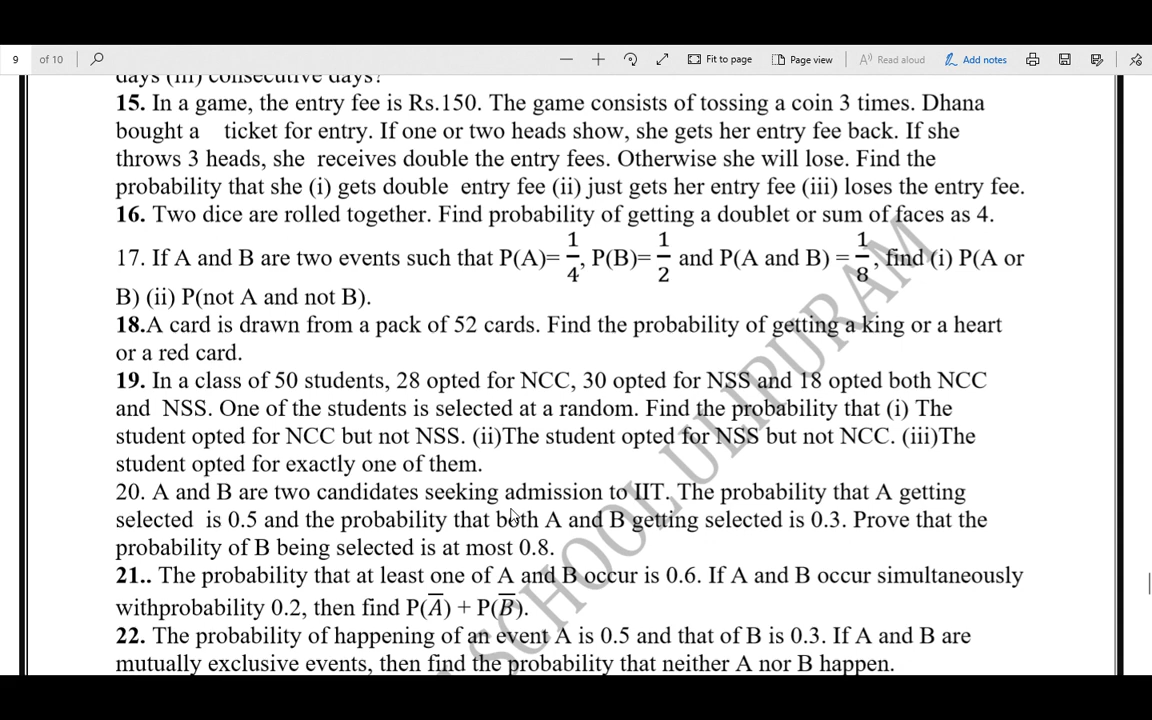 9 of 10 Fit to page Page view Read aloud Add notes
days (iii) consecutive days?
15. In a game, the entry fee is Rs.150. The game consists of tossing a coin 3 times. Dhana
bought a ticket for entry. If one or two heads show, she gets her entry fee back. If she
throws 3 heads, she receives double the entry fees. Otherwise she will lose. Find the
probability that she (i) gets double entry fee (ii) just gets her entry fee (iii) loses the entry fee.
16. Two dice are rolled together. Find probability of getting a doublet or sum of faces as 4.
17. If A and B are two events such that P(A)= 1/4, P(B)= 1/2 and P(A and B) = 1/8, find (i) P(A or
B) (ii) P(not A and not B).
18.A card is drawn from a pack of 52 cards. Find the probability of getting a king or a heart
or a red card.
19. In a class of 50 students, 28 opted for NCC, 30 opted for NSS and 18 opted both NCC
and NSS. One of the students is selected at a random. Find the probability that (i) The
student opted for NCC but not NSS. (ii)The student opted for NSS but not NCC. (iii)The
student opted for exactly one of them.
20. A and B are two candidates seeking admission to IIT. The probability that A getting
selected is 0.5 and the probability that both A and B getting selected is 0.3. Prove that the
probability of B being selected is at most 0.8.
21.. The probability that at least one of A and B occur is 0.6. If A and B occur simultaneously
withprobability 0.2, then find P(A̅) + P(B̅).
22. The probability of happening of an event A is 0.5 and that of B is 0.3. If A and B are
mutually exclusive events, then find the probability that neither A nor B happen.
SCHOOL ULIPURAM